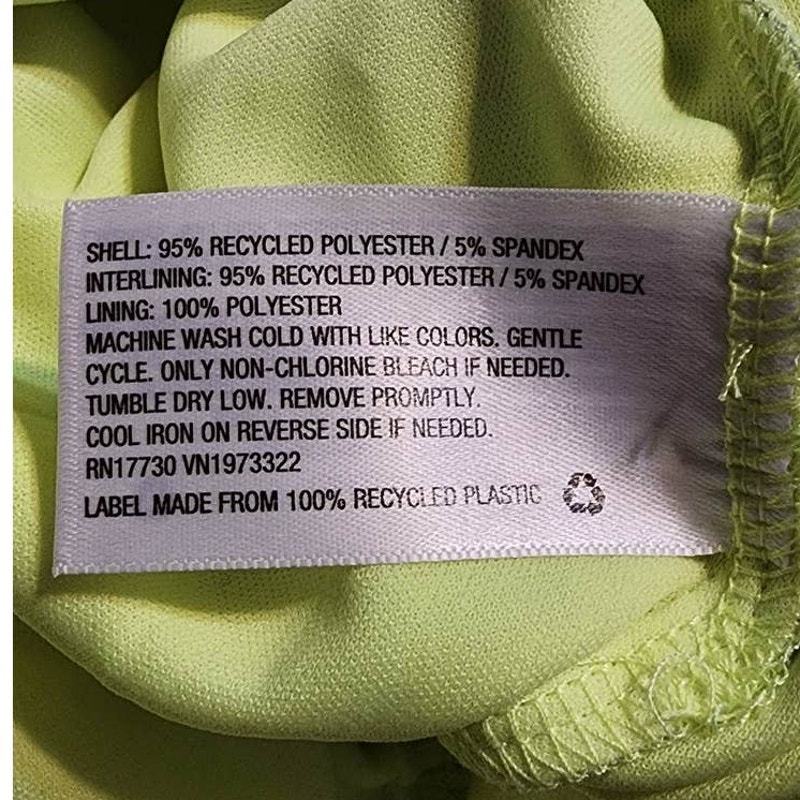 SHELL: 95% RECYCLED POLYESTER / 5% SPANDEX
INTERLINING: 95% RECYCLED POLYESTER / 5% SPANDEX
LINING: 100% POLYESTER
MACHINE WASH COLD WITH LIKE COLORS. GENTLE
CYCLE. ONLY NON-CHLORINE BLEACH IF NEEDED.
TUMBLE DRY LOW. REMOVE PROMPTLY.
COOL IRON ON REVERSE SIDE IF NEEDED.
RN17730 VN1973322
LABEL MADE FROM 100% RECYCLED PLASTIC